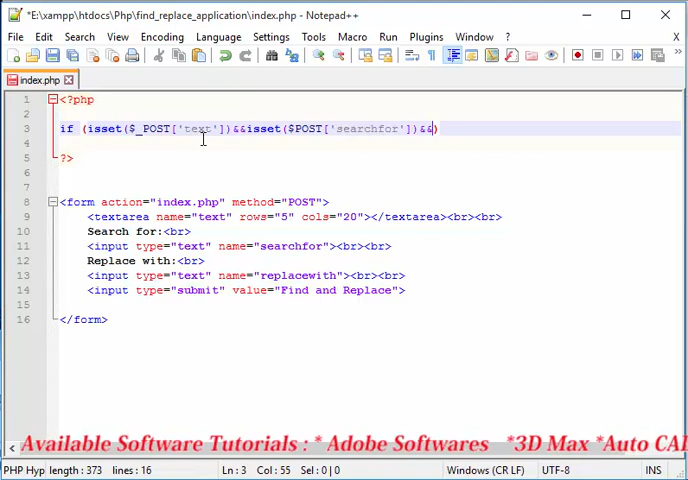 *E:\xampp\htdocs\Php\find_replace_application\index.php - Notepad++
File Edit Search View Encoding Language Settings Tools Macro Run Plugins Window ?
index.php
1 <?php
2
3 if (isset($_POST['text'])&&isset($POST['searchfor'])&&)
4
5 ?>
6
7
8 <form action="index.php" method="POST">
9 <textarea name="text" rows="5" cols="20"></textarea><br><br>
10 Search for:<br>
11 <input type="text" name="searchfor"><br><br>
12 Replace with:<br>
13 <input type="text" name="replacewith"><br><br>
14 <input type="submit" value="Find and Replace">
15
16 </form>
Available Software Tutorials : * Adobe Softwares *3D Max *Auto CAD
PHP Hyp length : 373 lines : 16 Ln : 3 Col : 55 Sel : 0 | 0 Windows (CR LF) UTF-8 INS